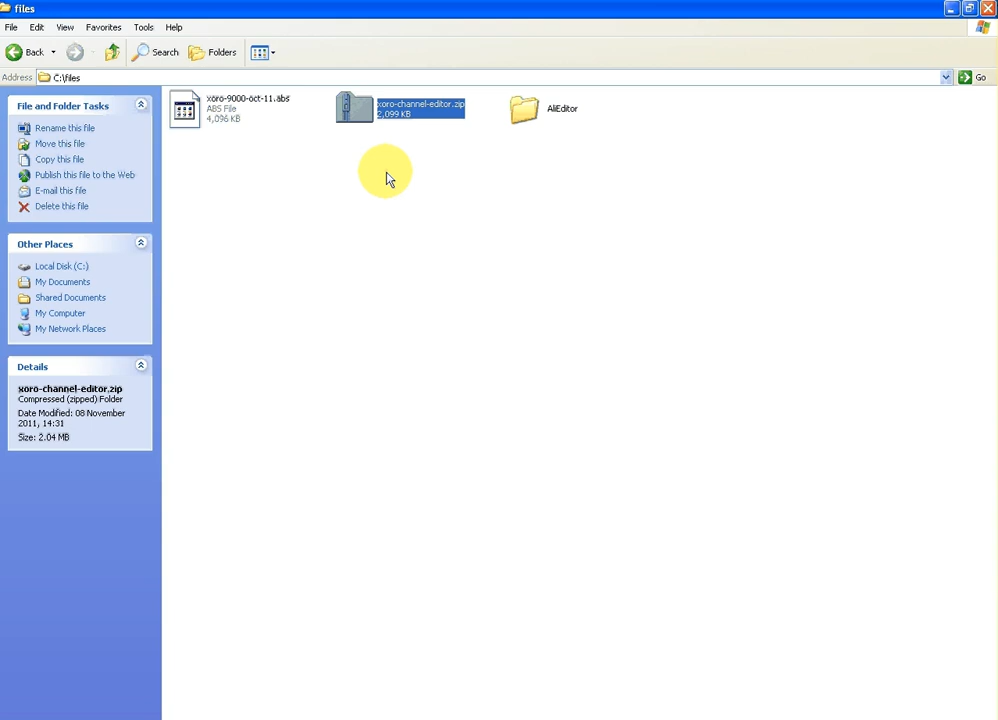 files
File Edit View Favorites Tools Help
Back Search Folders
Address C:\files Go
File and Folder Tasks
Rename this file
Move this file
Copy this file
Publish this file to the Web
E-mail this file
Delete this file
Other Places
Local Disk (C:)
My Documents
Shared Documents
My Computer
My Network Places
Details
xoro-channel-editor.zip
Compressed (zipped) Folder
Date Modified: 08 November
2011, 14:31
Size: 2.04 MB
xoro-9000-oct-11.abs
ABS File
4,096 KB
xoro-channel-editor.zip
2,099 KB
AliEditor